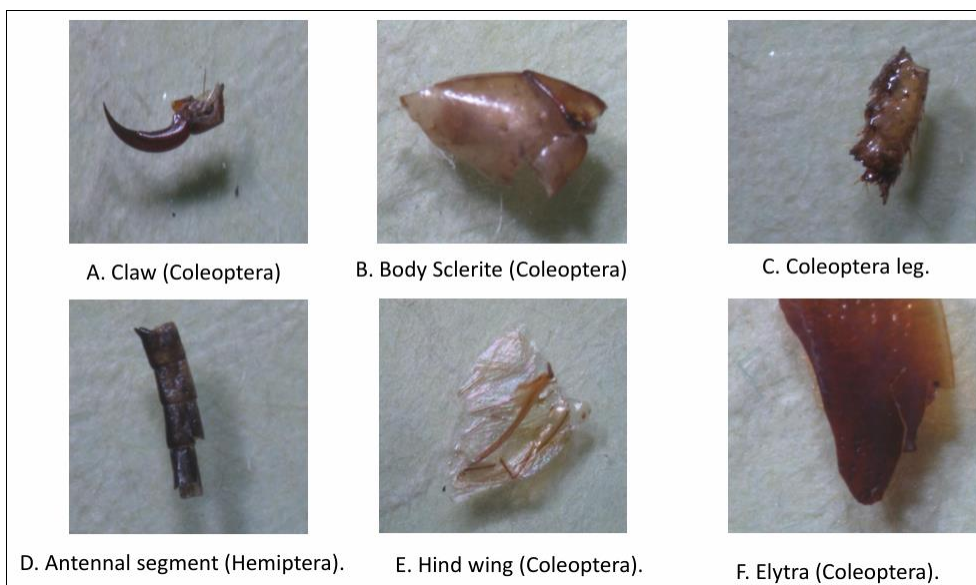 A. Claw (Coleoptera)
B. Body Sclerite (Coleoptera)
C. Coleoptera leg.
D. Antennal segment (Hemiptera).
E. Hind wing (Coleoptera).
F. Elytra (Coleoptera).